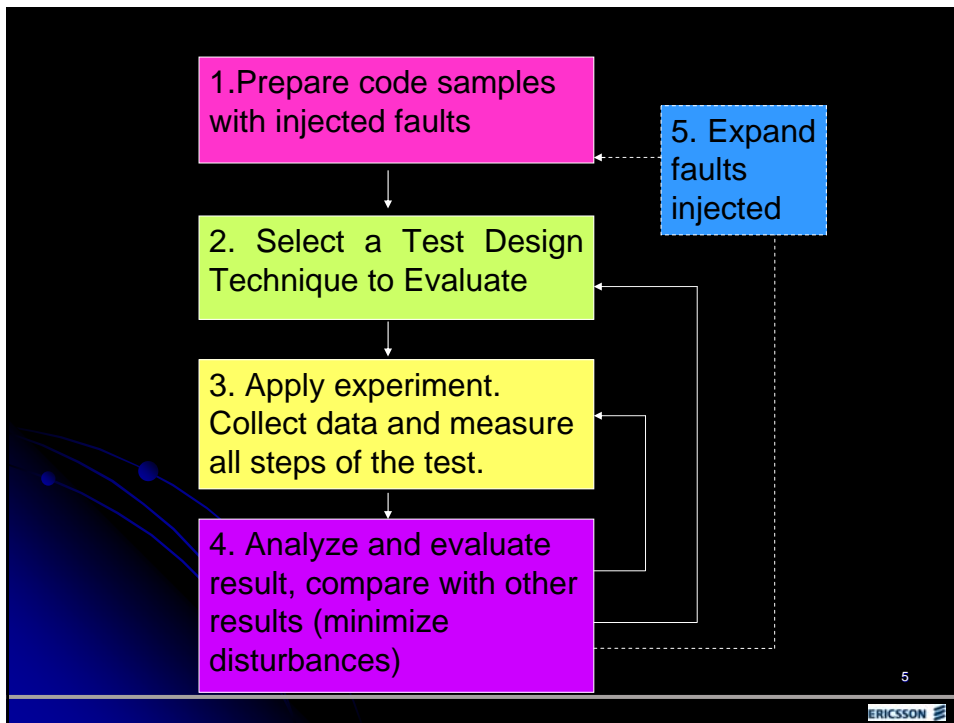 1.Prepare code samples
with injected faults
5. Expand
faults
injected
2. Select a Test Design
Technique to Evaluate
3. Apply experiment.
Collect data and measure
all steps of the test.
4. Analyze and evaluate
result, compare with other
results (minimize
disturbances)
5
ERICSSON